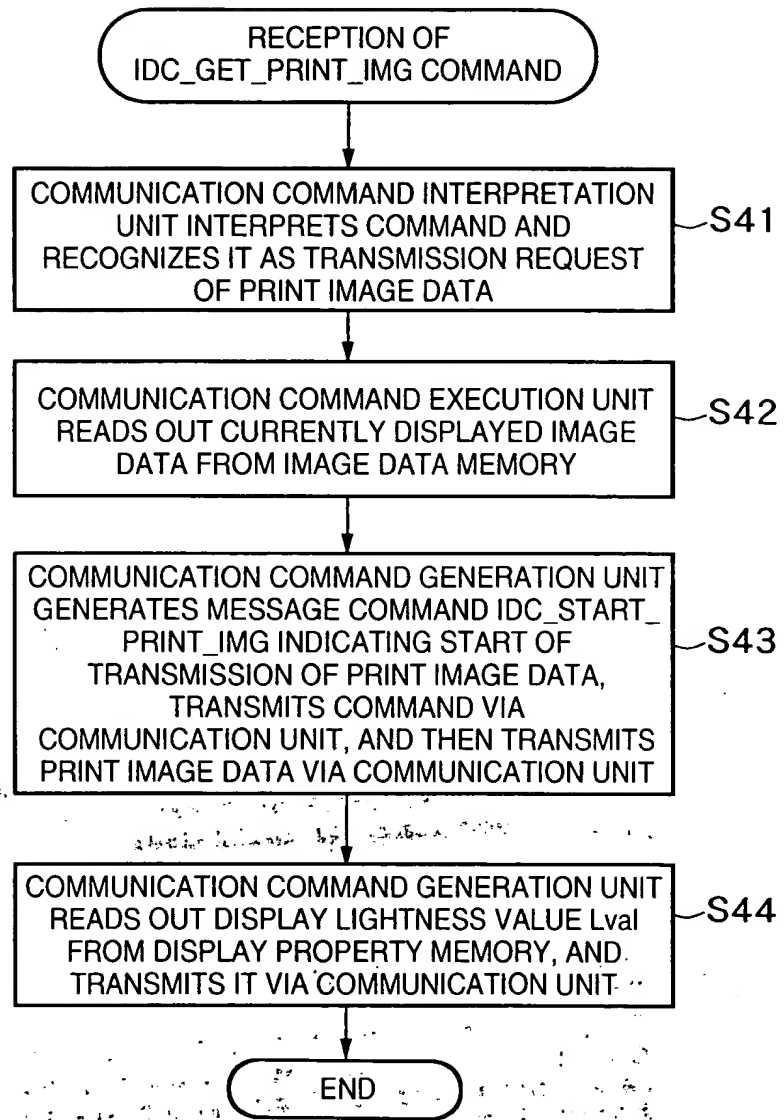 RECEPTION OF
IDC_GET_PRINT_IMG COMMAND
COMMUNICATION COMMAND INTERPRETATION
UNIT INTERPRETS COMMAND AND
RECOGNIZES IT AS TRANSMISSION REQUEST
OF PRINT IMAGE DATA
S41
COMMUNICATION COMMAND EXECUTION UNIT
READS OUT CURRENTLY DISPLAYED IMAGE
DATA FROM IMAGE DATA MEMORY
S42
COMMUNICATION COMMAND GENERATION UNIT
GENERATES MESSAGE COMMAND IDC_START_
PRINT_IMG INDICATING START OF
TRANSMISSION OF PRINT IMAGE DATA,
TRANSMITS COMMAND VIA
COMMUNICATION UNIT, AND THEN TRANSMITS
PRINT IMAGE DATA VIA COMMUNICATION UNIT
S43
COMMUNICATION COMMAND GENERATION UNIT
READS OUT DISPLAY LIGHTNESS VALUE Lval
FROM DISPLAY PROPERTY MEMORY, AND
TRANSMITS IT VIA COMMUNICATION UNIT
S44
END